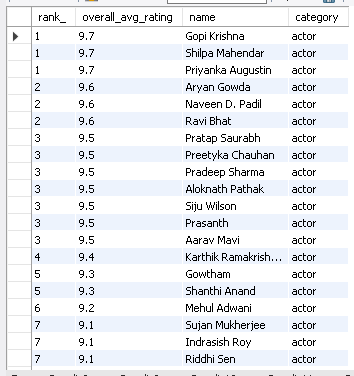 rank_ overall_avg_rating name category
1 9.7 Gopi Krishna actor
1 9.7 Shilpa Mahendar actor
1 9.7 Priyanka Augustin actor
2 9.6 Aryan Gowda actor
2 9.6 Naveen D. Padil actor
2 9.6 Ravi Bhat actor
3 9.5 Pratap Saurabh actor
3 9.5 Preetyka Chauhan actor
3 9.5 Pradeep Sharma actor
3 9.5 Aloknath Pathak actor
3 9.5 Siju Wilson actor
3 9.5 Prasanth actor
3 9.5 Aarav Mavi actor
4 9.4 Karthik Ramakrish... actor
5 9.3 Gowtham actor
5 9.3 Shanthi Anand actor
6 9.2 Mehul Adwani actor
7 9.1 Sujan Mukherjee actor
7 9.1 Indrasish Roy actor
7 9.1 Riddhi Sen actor